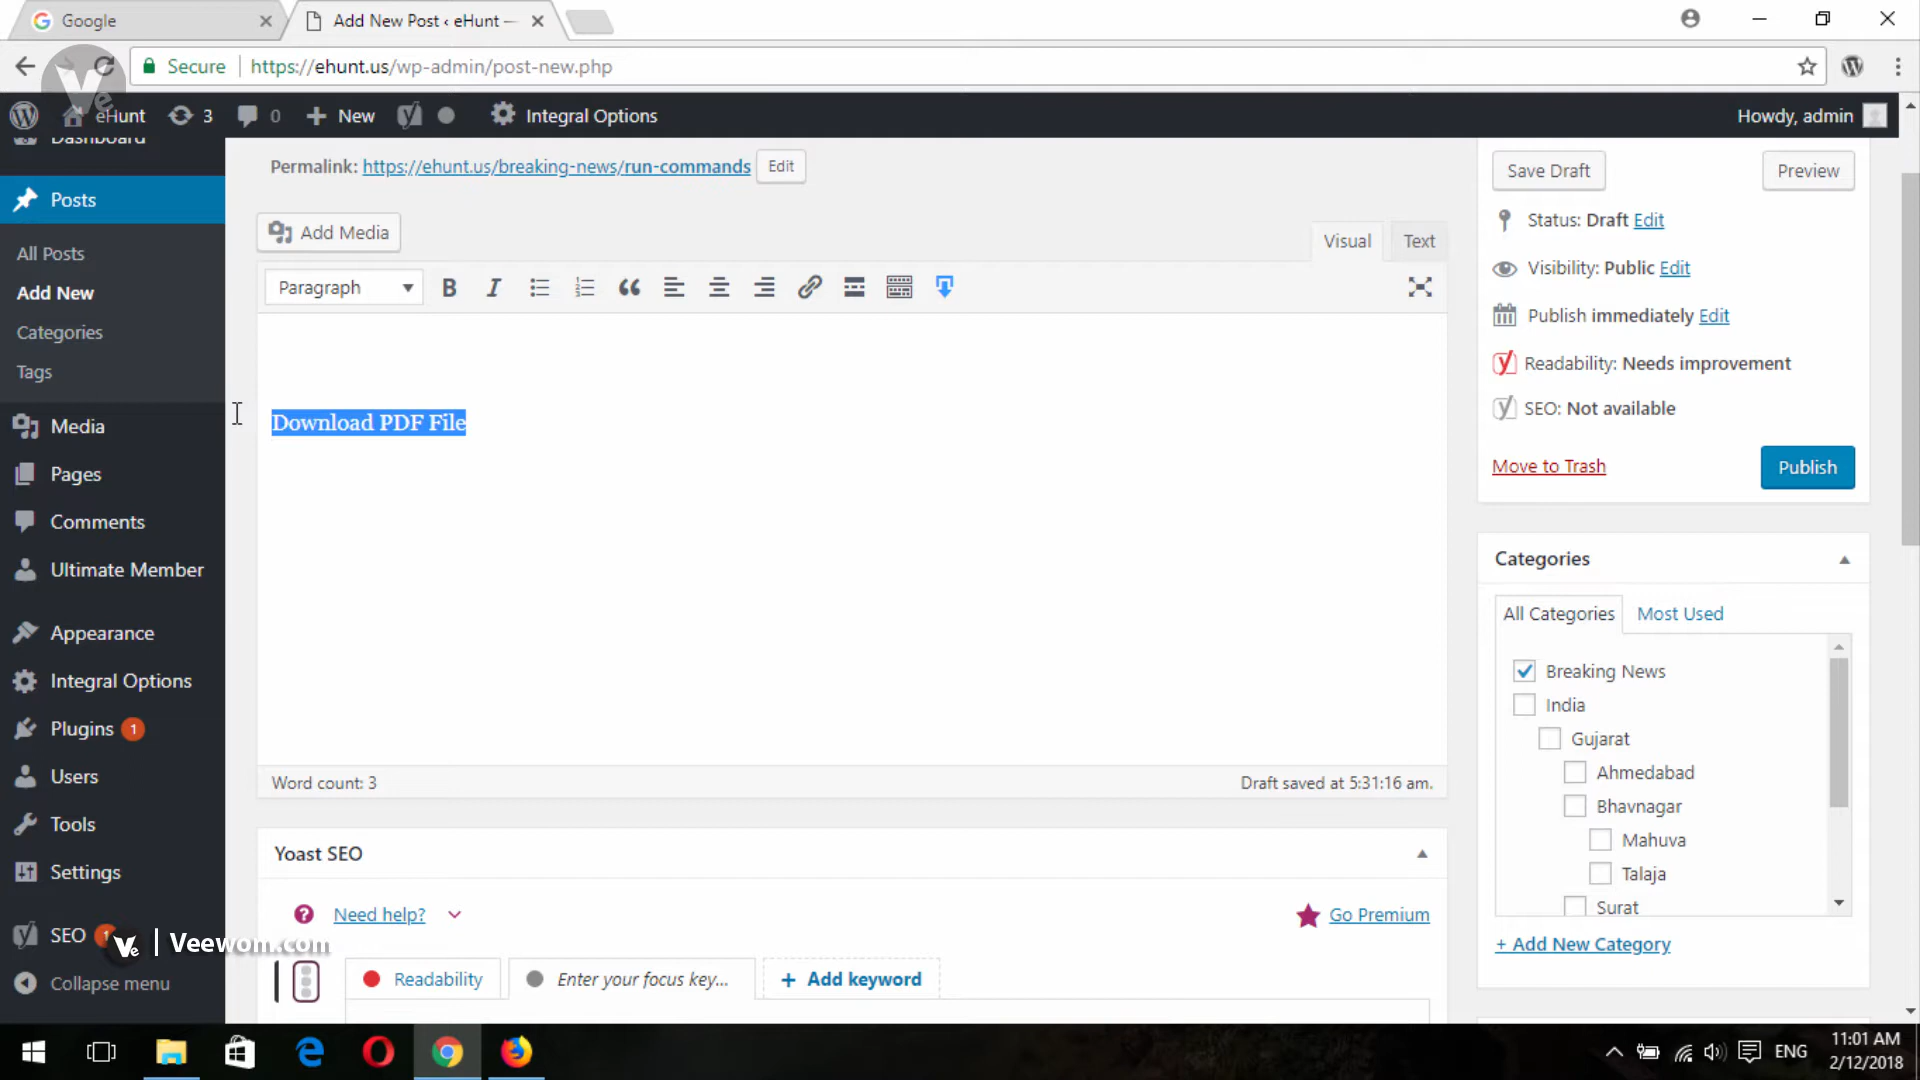 Google
Add New Post ‹ eHunt —
Secure
https://ehunt.us/wp-admin/post-new.php
Ve
eHunt
3
0
New
Integral Options
Howdy, admin
Dashboard
Posts
All Posts
Add New
Categories
Tags
Media
Pages
Comments
Ultimate Member
Appearance
Integral Options
Plugins 1
Users
Tools
Settings
SEO 1
Collapse menu
Permalink: https://ehunt.us/breaking-news/run-commands Edit
Add Media
Visual
Text
Paragraph
B
I
Download PDF File
Word count: 3
Draft saved at 5:31:16 am.
Yoast SEO
Need help?
Go Premium
Readability
Enter your focus key...
+ Add keyword
Save Draft
Preview
Status: Draft Edit
Visibility: Public Edit
Publish immediately Edit
Readability: Needs improvement
SEO: Not available
Move to Trash
Publish
Categories
All Categories
Most Used
Breaking News
India
Gujarat
Ahmedabad
Bhavnagar
Mahuva
Talaja
Surat
+ Add New Category
Ve | Veewom.com
ENG
11:01 AM
2/12/2018